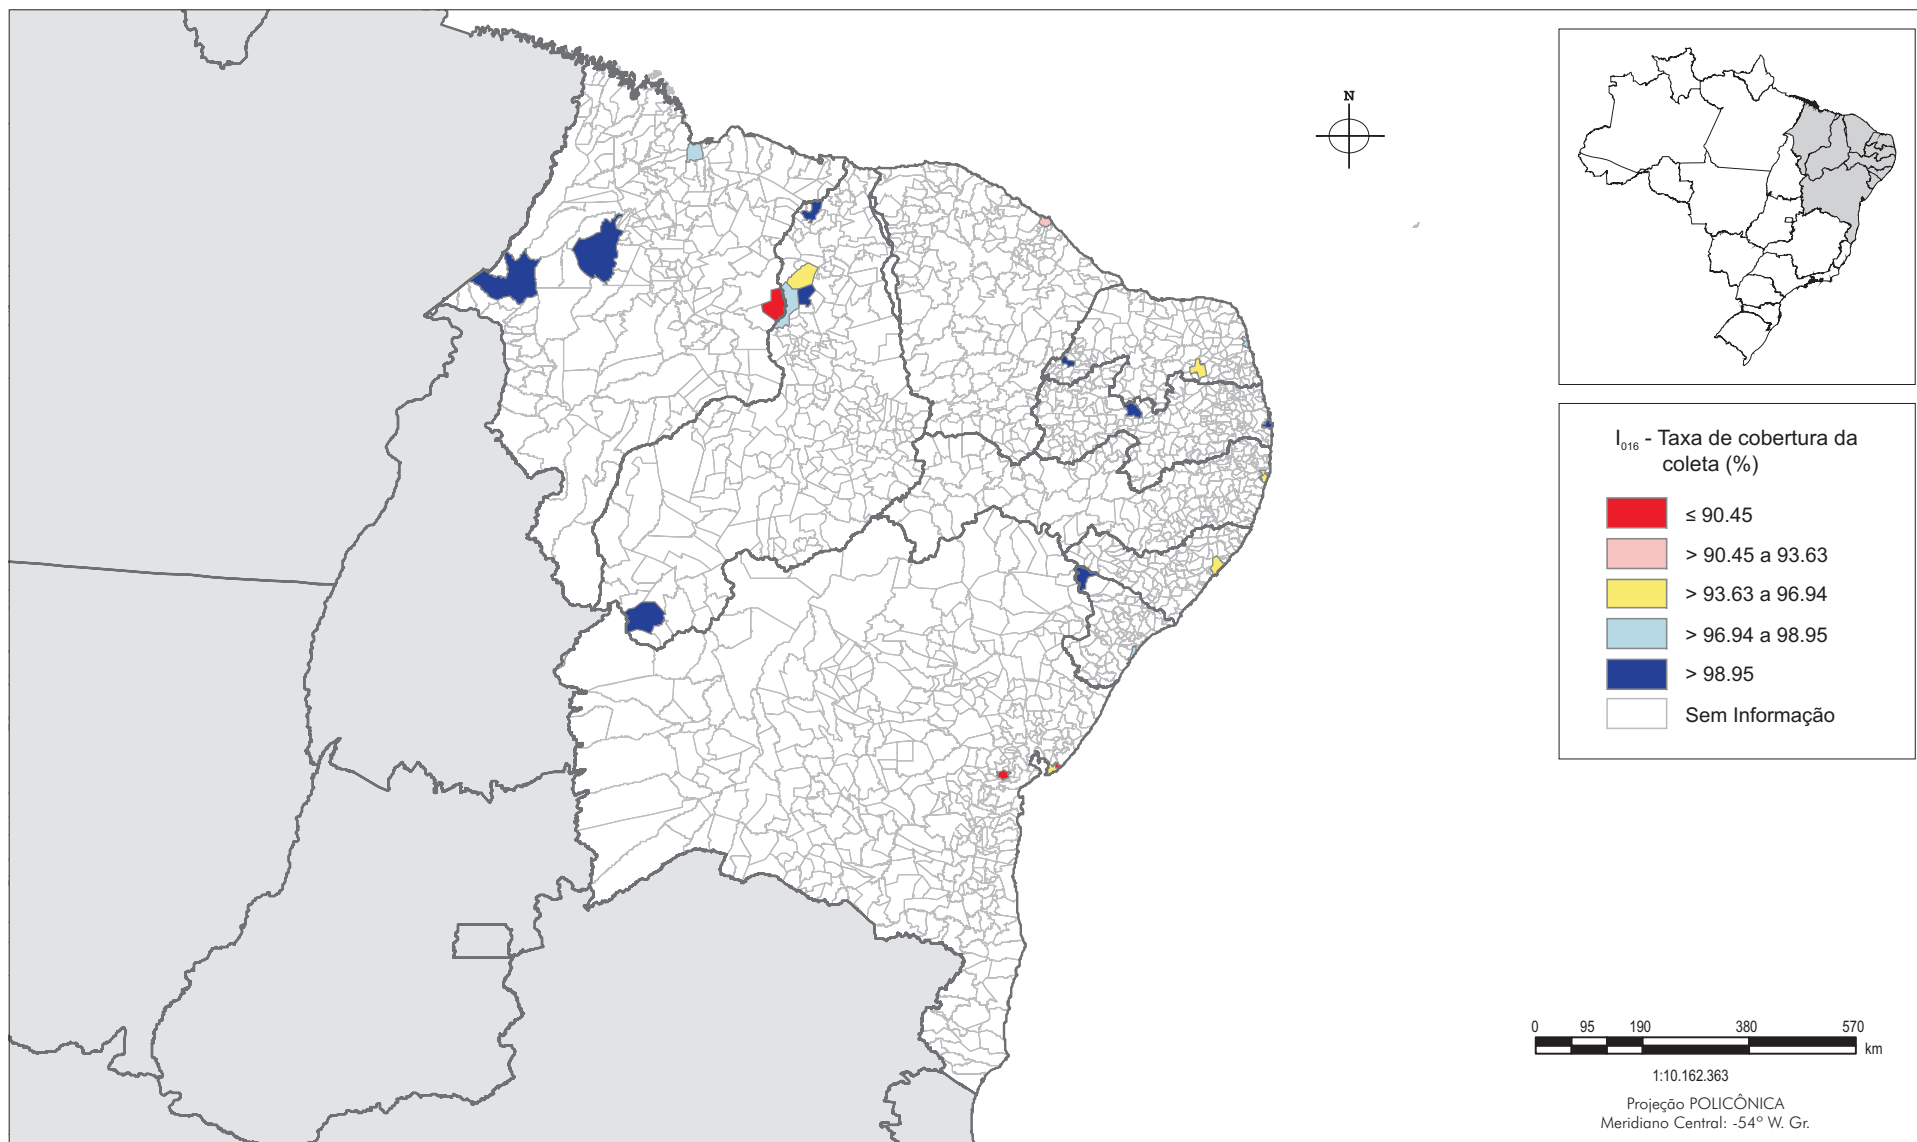 N
I016 - Taxa de cobertura da
coleta (%)
≤ 90.45
> 90.45 a 93.63
> 93.63 a 96.94
> 96.94 a 98.95
> 98.95
Sem Informação
0 95 190 380 570
km
1:10.162.363
Projeção POLICÔNICA
Meridiano Central: -54° W. Gr.